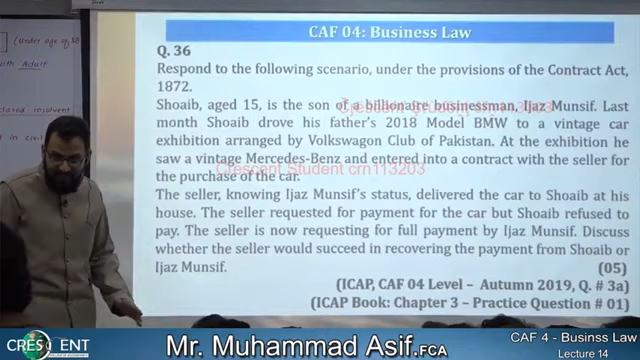 (Under age of 18
with Adult
declared insolvent
in civil
CAF 04: Business Law
Q. 36
Respond to the following scenario, under the provisions of the Contract Act,
1872.
Shoaib, aged 15, is the son of a billionaire businessman, Ijaz Munsif. Last
month Shoaib drove his father's 2018 Model BMW to a vintage car
exhibition arranged by Volkswagon Club of Pakistan. At the exhibition he
saw a vintage Mercedes-Benz and entered into a contract with the seller for
Crescent Student crn113203
the purchase of the car.
The seller, knowing Ijaz Munsif's status, delivered the car to Shoaib at his
house. The seller requested for payment for the car but Shoaib refused to
pay. The seller is now requesting for full payment by Ijaz Munsif. Discuss
whether the seller would succeed in recovering the payment from Shoaib or
Ijaz Munsif. (05)
(ICAP, CAF 04 Level – Autumn 2019, Q. # 3a)
(ICAP Book: Chapter 3 – Practice Question # 01)
CRESCENT
Mr. Muhammad Asif.FCA
CAF 4 - Businss Law
Lecture 14